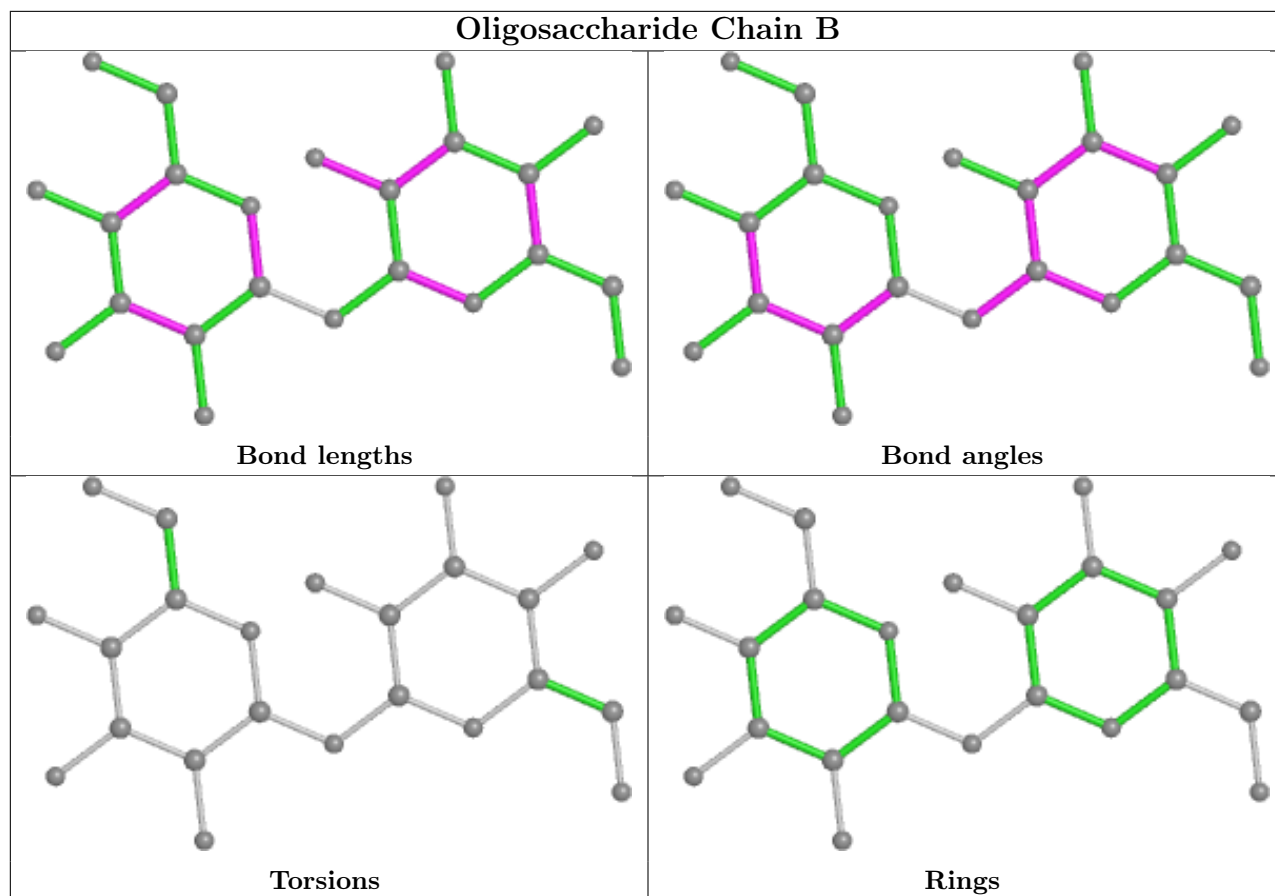 Oligosaccharide Chain B
Bond lengths
Bond angles
Torsions
Rings